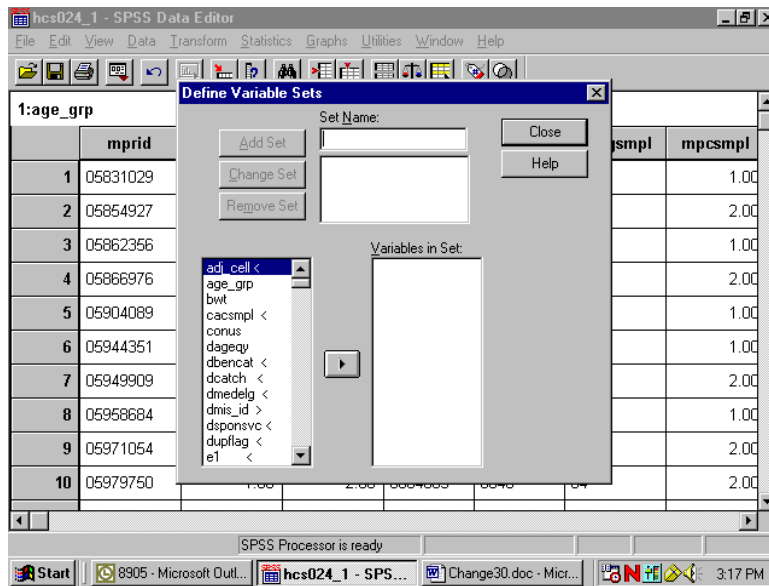 hcs024_1 - SPSS Data Editor
File Edit View Data Transform Statistics Graphs Utilities Window Help
Define Variable Sets
1:age_grp
Set Name:
Add Set
Close
mprid
smpl
mpcsmpl
Change Set
Help
1 05831029 1.00
Remove Set
2 05854927 2.00
3 05862356 1.00
Variables in Set:
adj_cell <
4 05866976 2.00
age_grp
bwt
5 05904089 1.00
cacsmpl <
conus
6 05944351 1.00
dageqy
dbencat <
7 05949909 2.00
dcatch <
dmedelg <
8 05958684 1.00
dmis_id >
dsponsvc <
9 05971054 2.00
dupflag <
e1 <
10 05979750 2.00
SPSS Processor is ready
Start 8905 - Microsoft Outl... hcs024_1 - SPS... Change30.doc - Micr... 3:17 PM